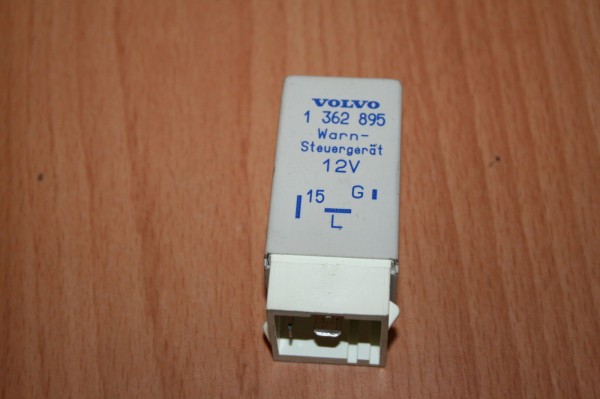 VOLVO
1 362 895
Warn-
Steuergerät
12V
15 G
L